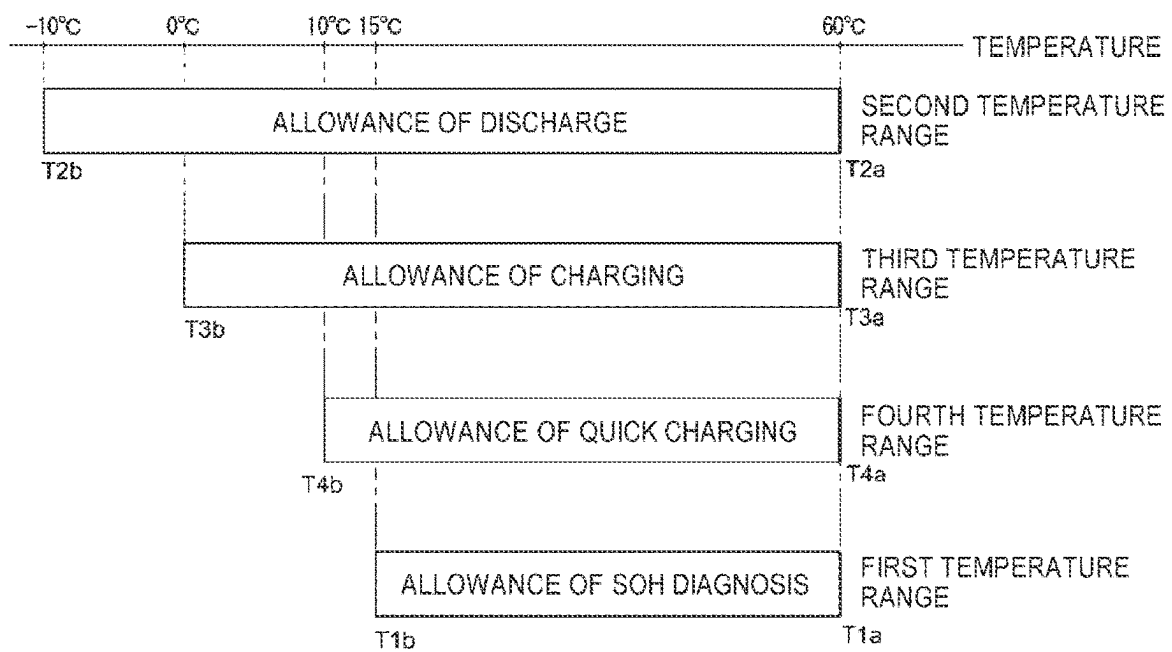 -10°C 0°C 10°C 15°C 60°C
TEMPERATURE
ALLOWANCE OF DISCHARGE
SECOND TEMPERATURE
RANGE
T2b
T2a
ALLOWANCE OF CHARGING
THIRD TEMPERATURE
RANGE
T3b
T3a
ALLOWANCE OF QUICK CHARGING
FOURTH TEMPERATURE
RANGE
T4b
T4a
ALLOWANCE OF SOH DIAGNOSIS
FIRST TEMPERATURE
RANGE
T1b
T1a